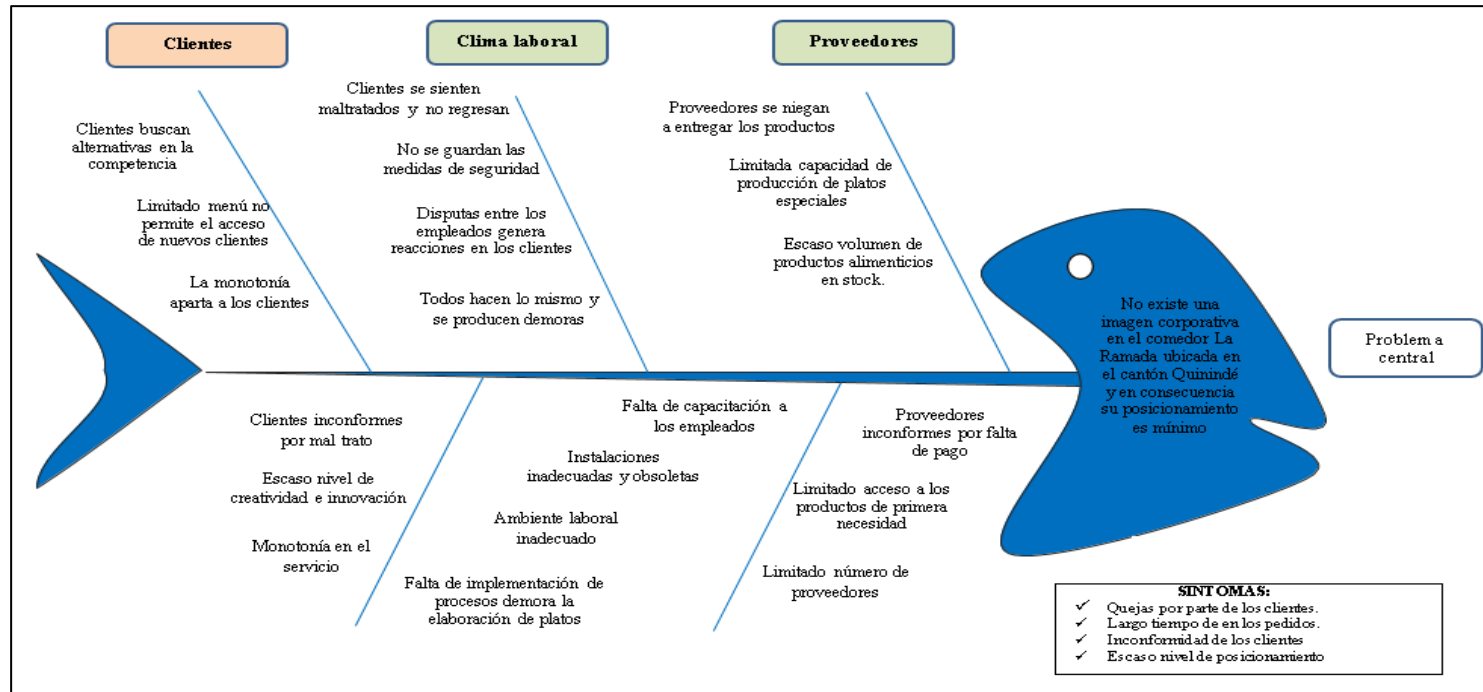 Clientes
Clima laboral
Proveedores
Clientes buscan
alternativas en la
competencia
Limitado menú no
permite el acceso
de nuevos clientes
La monotonía
aparta a los clientes
Clientes se sienten
maltratados y no regresan
No se guardan las
medidas de seguridad
Disputas entre los
empleados genera
reacciones en los clientes
Todos hacen lo mismo y
se producen demoras
Proveedores se niegan
a entregar los productos
Limitada capacidad de
producción de platos
especiales
Escaso volumen de
productos alimenticios
en stock.
No existe una
imagen corporativa
en el comedor La
Ramada ubicada en
el cantón Quinindé
y en consecuencia
su posicionamiento
es mínimo
Problema
central
Clientes inconformes
por mal trato
Escaso nivel de
creatividad e innovación
Monotonía en el
servicio
Falta de capacitación a
los empleados
Instalaciones
inadecuadas y obsoletas
Ambiente laboral
inadecuado
Falta de implementación de
procesos demora la
elaboración de platos
Proveedores
inconformes por falta
de pago
Limitado acceso a los
productos de primera
necesidad
Limitado número de
proveedores
SINTOMAS:
✓ Quejas por parte de los clientes.
✓ Largo tiempo de en los pedidos.
✓ Inconformidad de los clientes
✓ Escaso nivel de posicionamiento